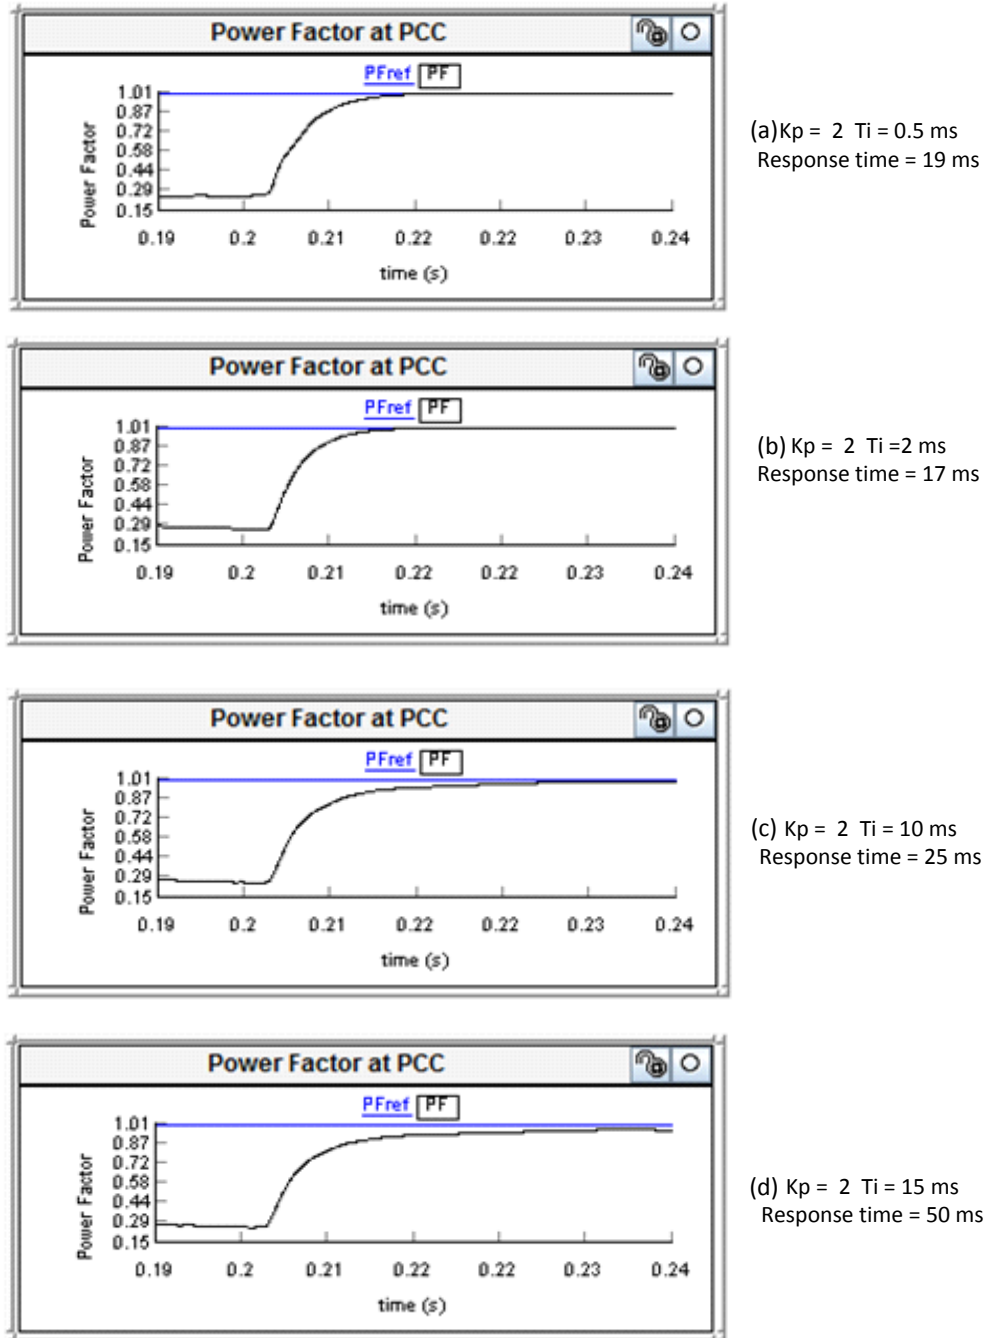 Power Factor at PCC
PFref PF
1.01
0.87
0.72
0.58
0.44
0.29
0.15
Power Factor
0.19 0.2 0.21 0.22 0.22 0.23 0.24
time (s)
(a)Kp = 2 Ti = 0.5 ms
Response time = 19 ms
Power Factor at PCC
PFref PF
1.01
0.87
0.72
0.58
0.44
0.29
0.15
Power Factor
0.19 0.2 0.21 0.22 0.22 0.23 0.24
time (s)
(b) Kp = 2 Ti =2 ms
Response time = 17 ms
Power Factor at PCC
PFref PF
1.01
0.87
0.72
0.58
0.44
0.29
0.15
Power Factor
0.19 0.2 0.21 0.22 0.22 0.23 0.24
time (s)
(c) Kp = 2 Ti = 10 ms
Response time = 25 ms
Power Factor at PCC
PFref PF
1.01
0.87
0.72
0.58
0.44
0.29
0.15
Power Factor
0.19 0.2 0.21 0.22 0.22 0.23 0.24
time (s)
(d) Kp = 2 Ti = 15 ms
Response time = 50 ms